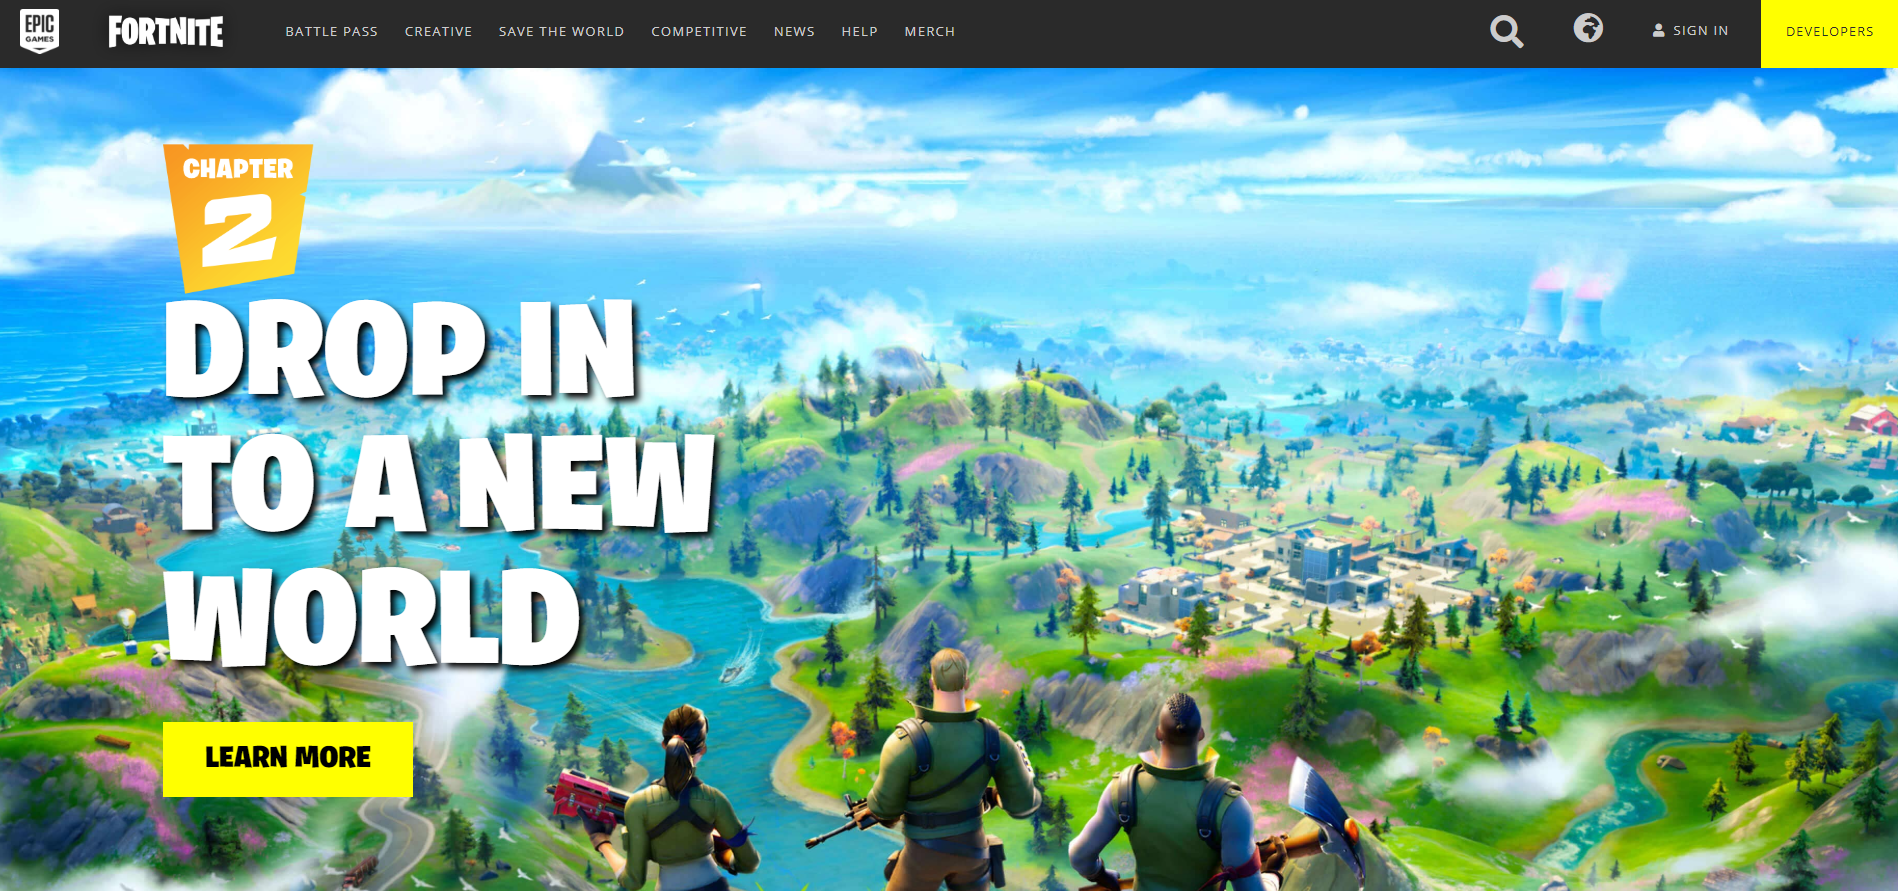 EPIC
GAMES
FORTNITE
BATTLE PASS
CREATIVE
SAVE THE WORLD
COMPETITIVE
NEWS
HELP
MERCH
SIGN IN
DEVELOPERS
CHAPTER
2
DROP IN
TO A NEW
WORLD
LEARN MORE